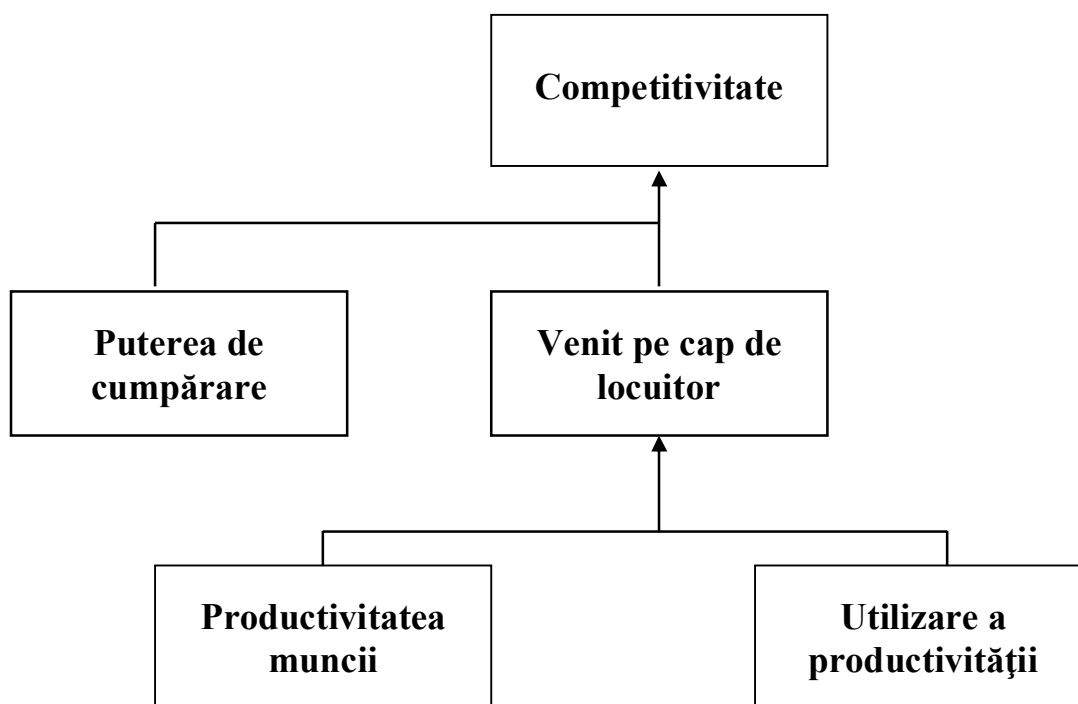 Competitivitate
Puterea de
cumpărare
Venit pe cap de
locuitor
Productivitatea
muncii
Utilizare a
productivităţii